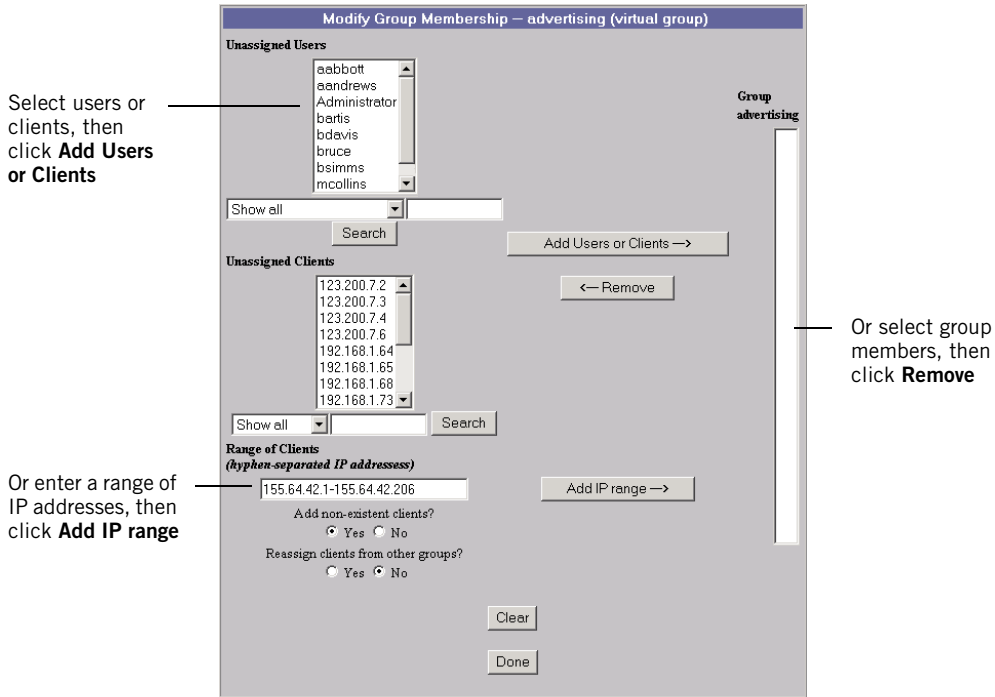 Modify Group Membership – advertising (virtual group)
Unassigned Users
aabbott
aandrews
Administrator
bartis
bdavis
bruce
bsimms
mcollins
Select users or
clients, then
click Add Users
or Clients
Show all
Search
Group
advertising
Add Users or Clients —>
<— Remove
Unassigned Clients
123.200.7.2
123.200.7.3
123.200.7.4
123.200.7.6
192.168.1.64
192.168.1.65
192.168.1.68
192.168.1.73
Or select group
members, then
click Remove
Show all
Search
Range of Clients
(hyphen-separated IP addressess)
Or enter a range of
IP addresses, then
click Add IP range
155.64.42.1-155.64.42.206
Add IP range —>
Add non-existent clients?
Yes No
Reassign clients from other groups?
Yes No
Clear
Done